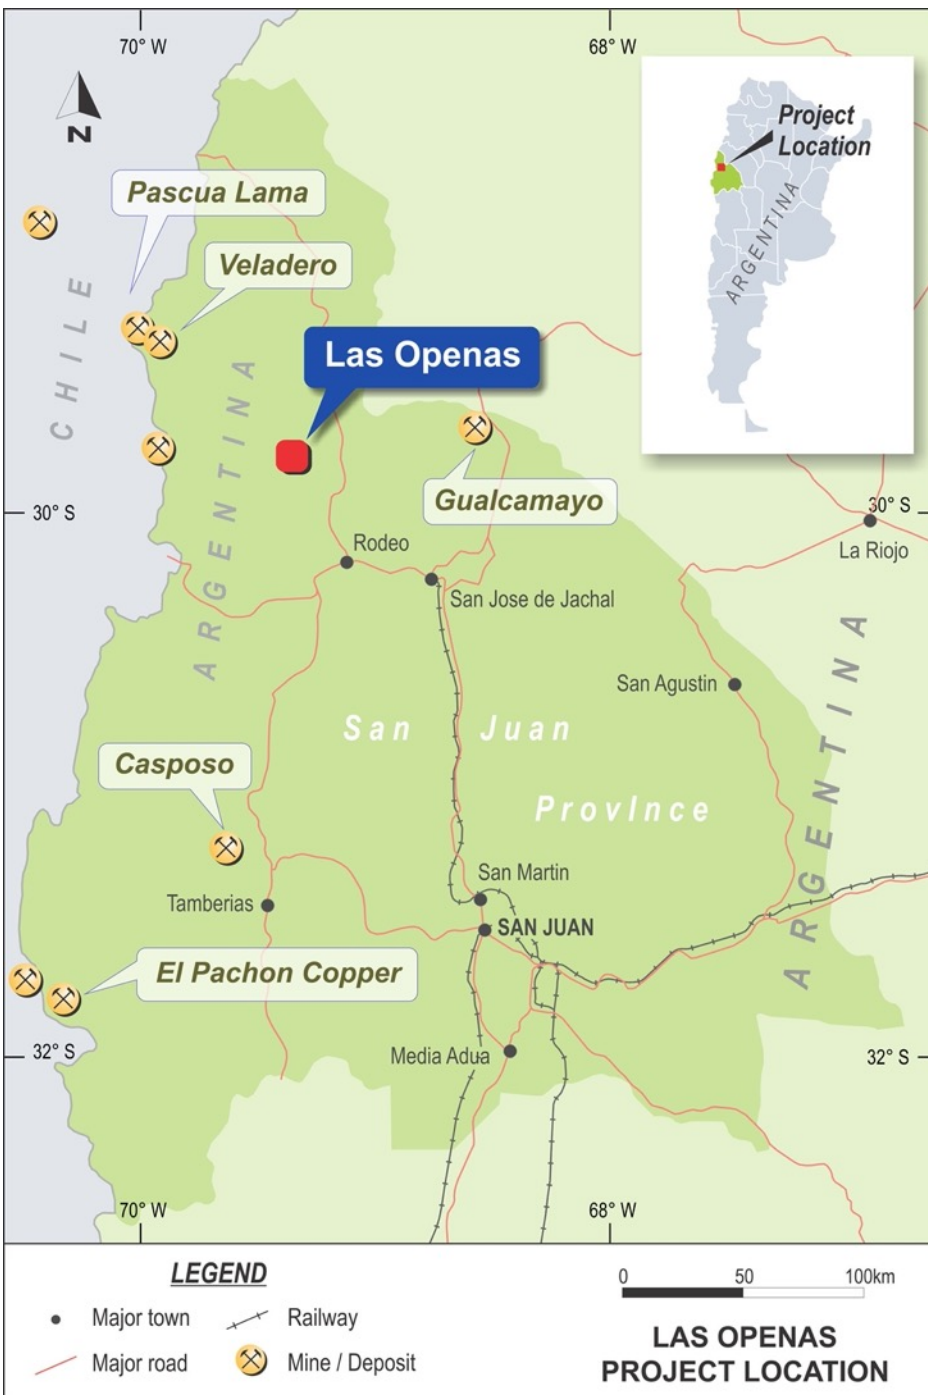 70° W
68° W
N
Project
Location
ARGENTINA
Pascua Lama
Veladero
CHILE
ARGENTINA
Las Openas
Gualcamayo
30° S
30° S
La Riojo
Rodeo
San Jose de Jachal
San Agustin
San Juan
ProvInce
ARGENTINA
Casposo
San Martin
Tamberias
SAN JUAN
El Pachon Copper
32° S
Media Adua
32° S
70° W
68° W
LEGEND
Major town
Railway
Major road
Mine / Deposit
0 50 100km
LAS OPENAS
PROJECT LOCATION